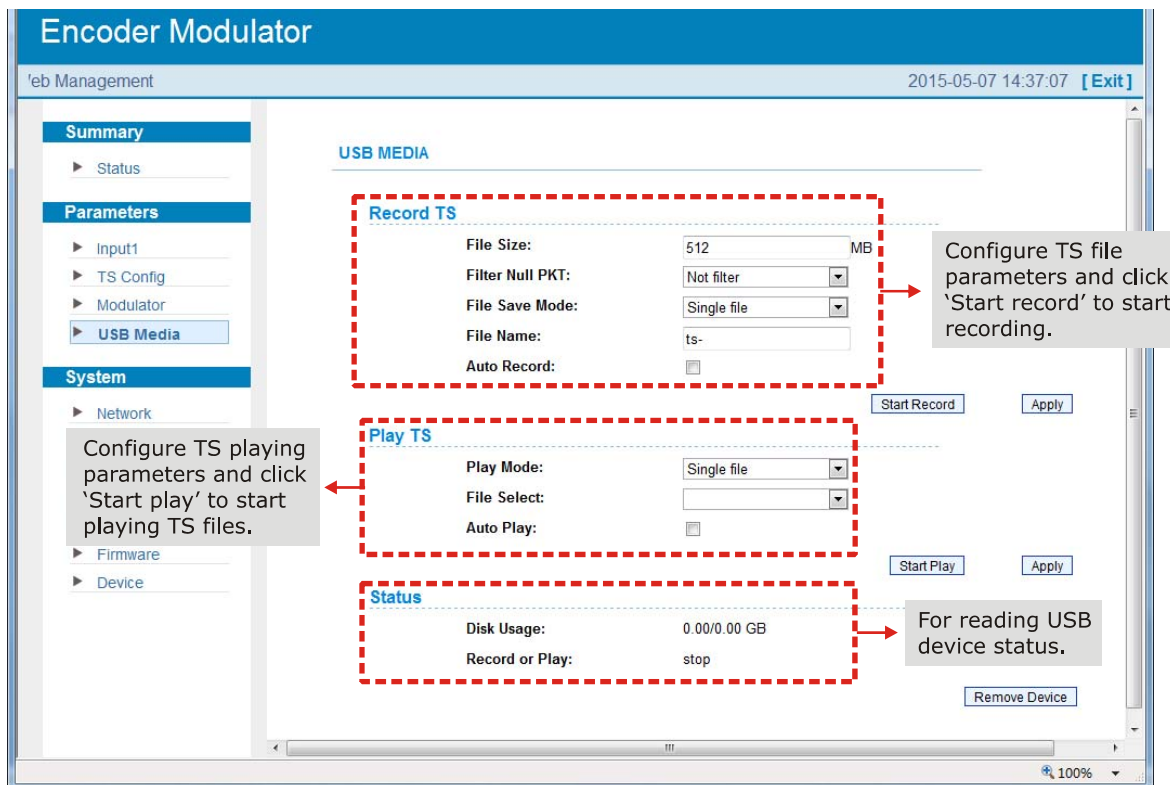 Encoder Modulator
'eb Management
2015-05-07 14:37:07 [ Exit ]
Summary
Status
Parameters
Input1
TS Config
Modulator
USB Media
System
Network
Firmware
Device
USB MEDIA
Record TS
File Size: 512 MB
Filter Null PKT: Not filter
File Save Mode: Single file
File Name: ts-
Auto Record:
Start Record Apply
Configure TS file
parameters and click
‘Start record’ to start
recording.
Play TS
Play Mode: Single file
File Select:
Auto Play:
Start Play Apply
Configure TS playing
parameters and click
‘Start play’ to start
playing TS files.
Status
Disk Usage: 0.00/0.00 GB
Record or Play: stop
For reading USB
device status.
Remove Device
100%